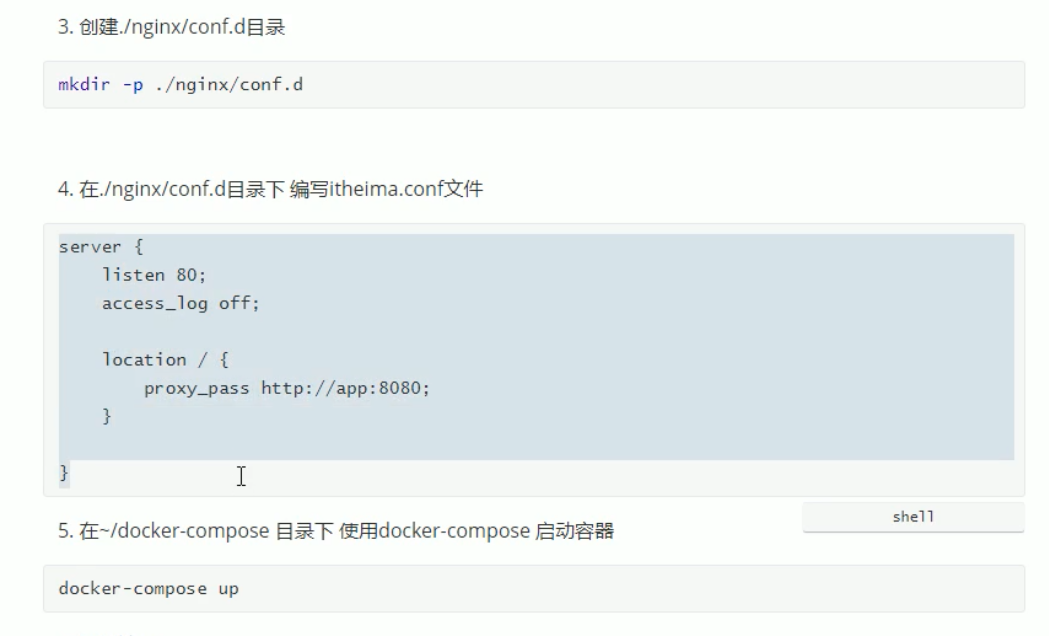 3. 创建./nginx/conf.d目录
mkdir -p ./nginx/conf.d
4. 在./nginx/conf.d目录下 编写itheima.conf文件
server {
    listen 80;
    access_log off;
    location / {
        proxy_pass http://app:8080;
    }
}
5. 在~/docker-compose 目录下 使用docker-compose 启动容器
shell
docker-compose up